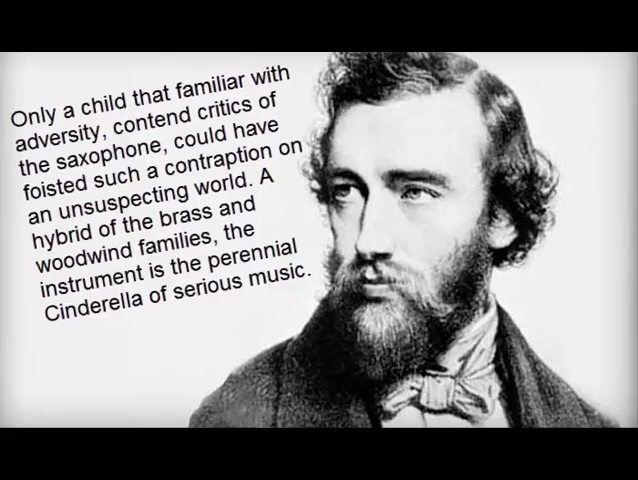 Only a child that familiar with
adversity, contend critics of
the saxophone, could have
foisted such a contraption on
an unsuspecting world. A
hybrid of the brass and
woodwind families, the
instrument is the perennial
Cinderella of serious music.